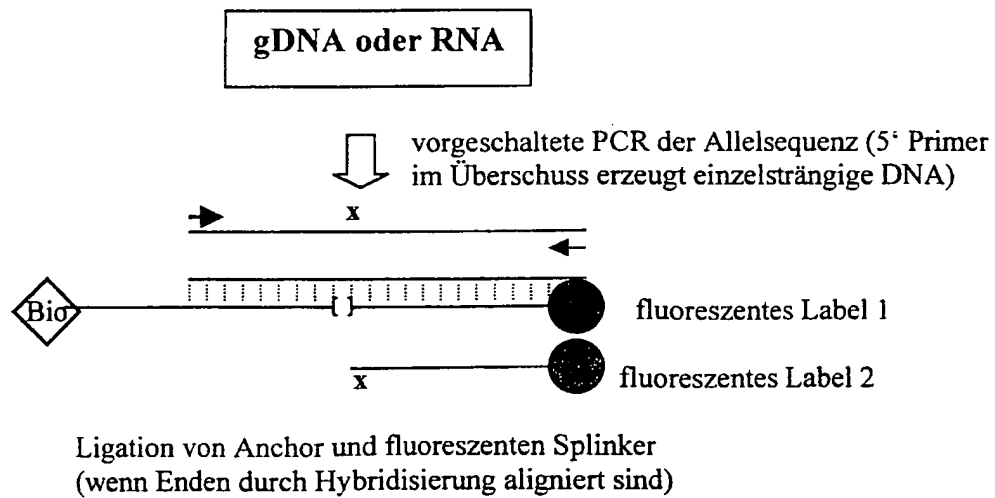 gDNA oder RNA
vorgeschaltete PCR der Allelsequenz (5‘ Primer
im Überschuss erzeugt einzelsträngige DNA)
x
Bio
fluoreszentes Label 1
x
fluoreszentes Label 2
Ligation von Anchor und fluoreszenten Splinker
(wenn Enden durch Hybridisierung aligniert sind)